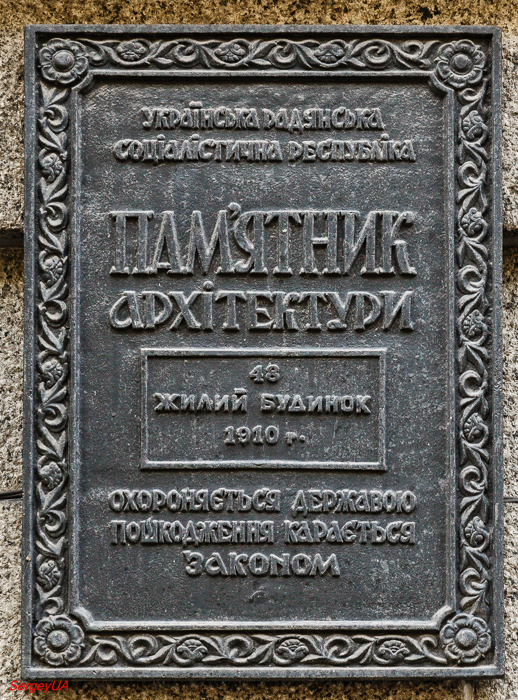 УКРАЇНСЬКА РАДЯНСЬКА
СОЦІАЛІСТИЧНА РЕСПУБЛІКА
ПАМ'ЯТНИК
АРХІТЕКТУРИ
48
ЖИЛИЙ БУДИНОК
1910 р.
ОХОРОНЯЄТЬСЯ ДЕРЖАВОЮ
ПОШКОДЖЕННЯ КАРАЄТЬСЯ
ЗАКОНОМ
SergeyUA